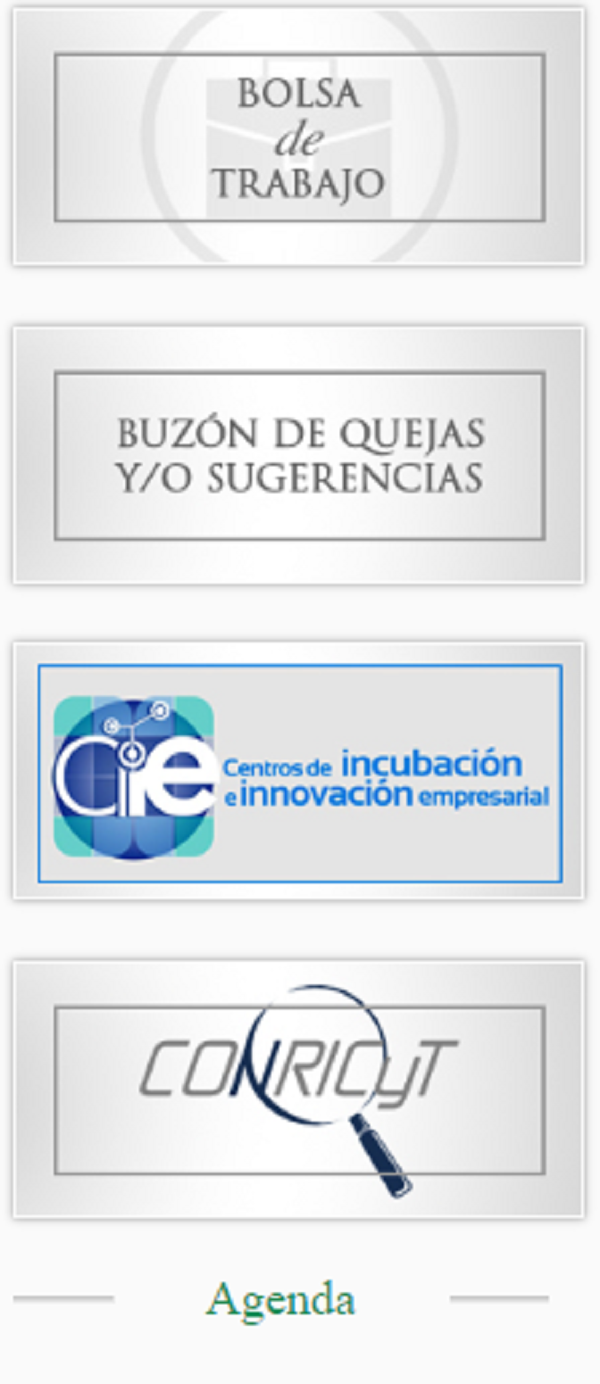 BOLSA
de
TRABAJO
BUZÓN DE QUEJAS
Y/O SUGERENCIAS
Cie
Centros de incubación
e innovación empresarial
CONRICyT
Agenda